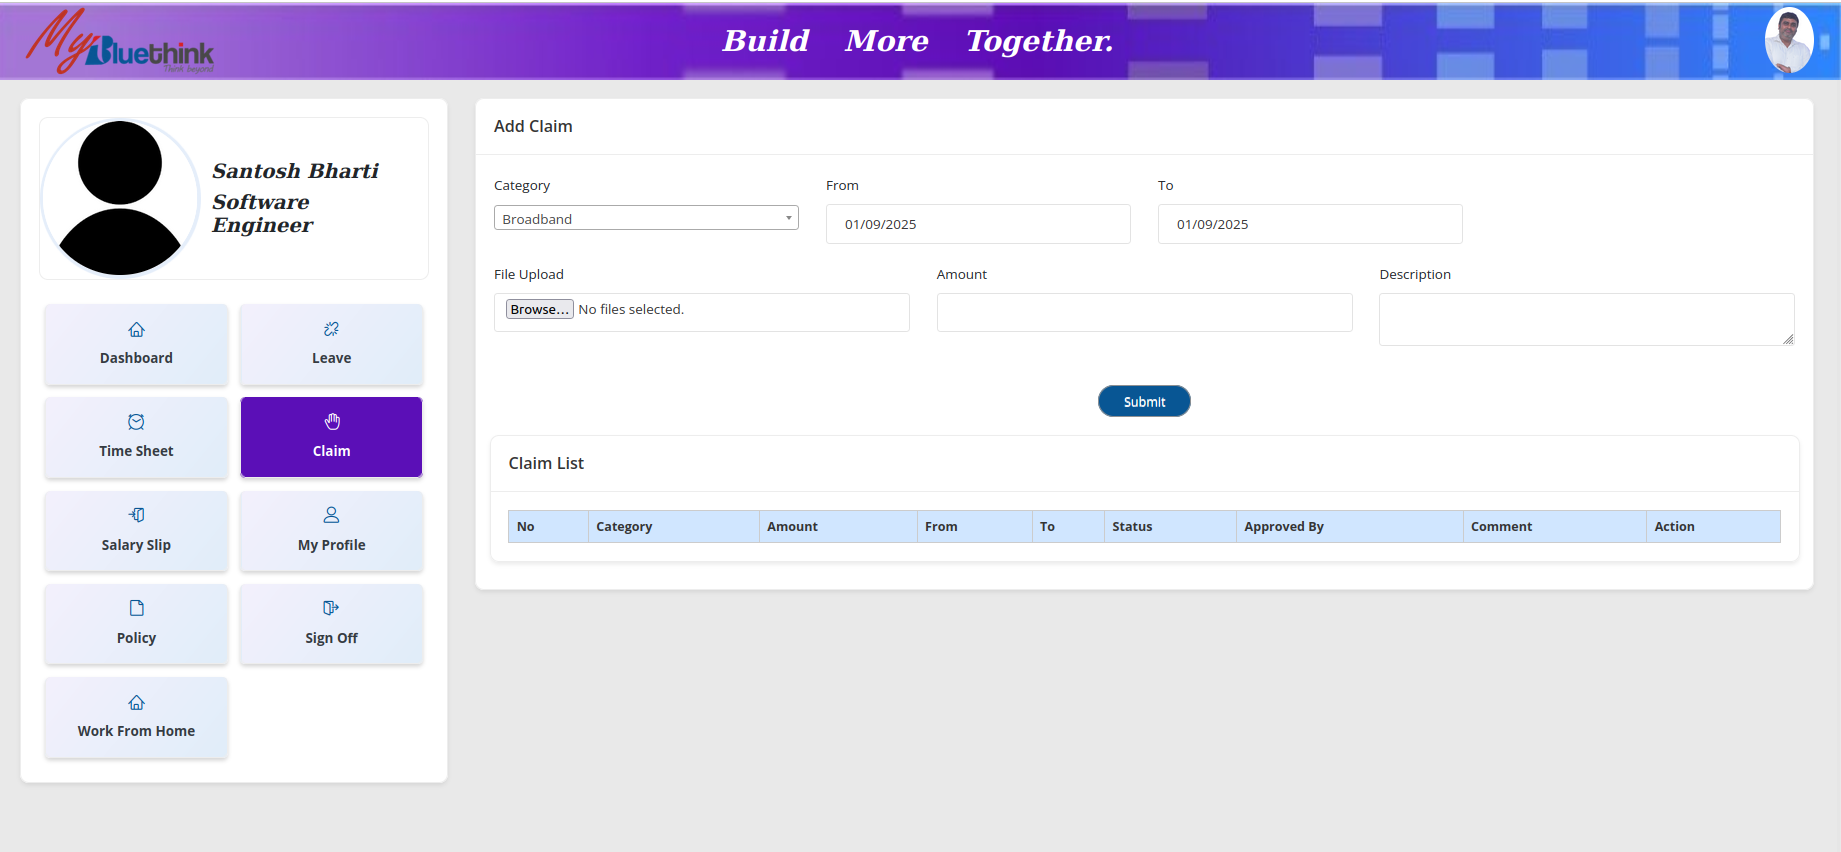 MyBluethink
Think beyond
Build More Together.
Santosh Bharti
Software
Engineer
Dashboard
Leave
Time Sheet
Claim
Salary Slip
My Profile
Policy
Sign Off
Work From Home
Add Claim
Category
From
To
Broadband
01/09/2025
01/09/2025
File Upload
Amount
Description
Browse... No files selected.
Submit
Claim List
No Category Amount From To Status Approved By Comment Action